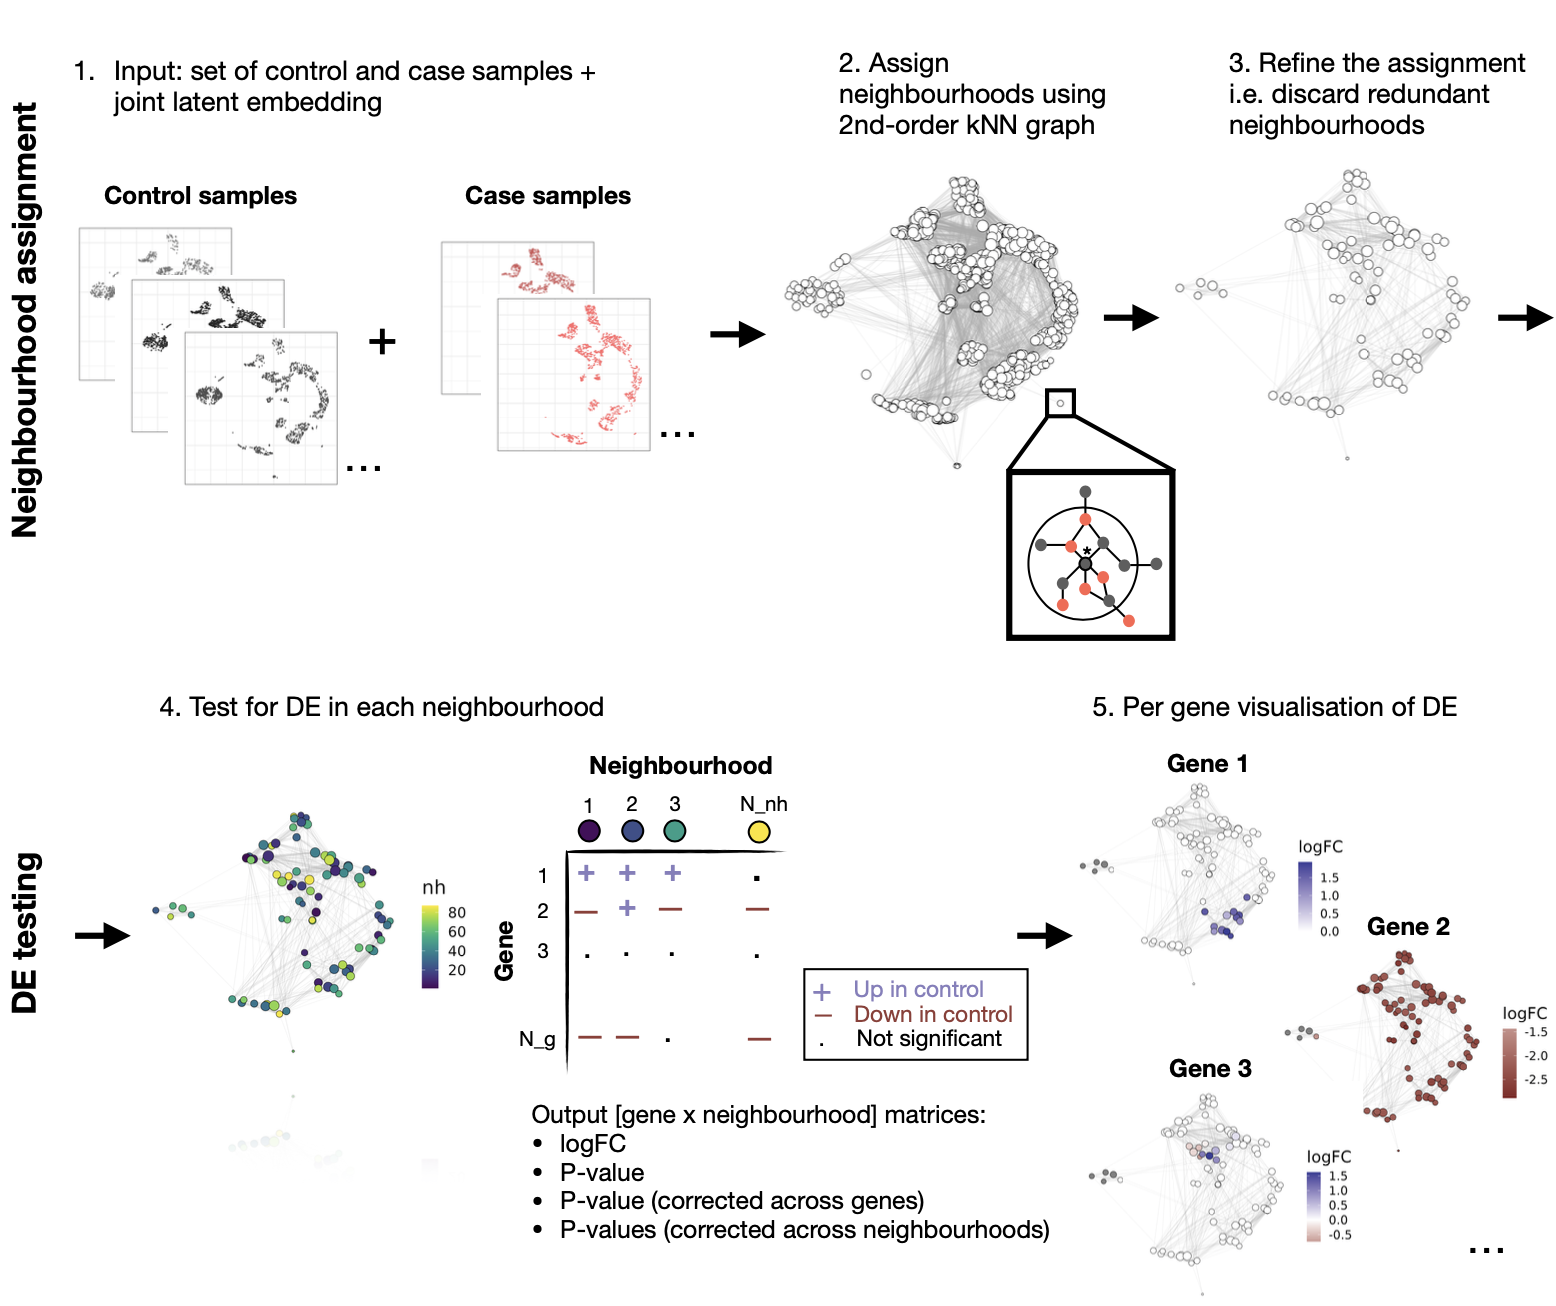 Neighbourhood assignment
1. Input: set of control and case samples +
joint latent embedding
2. Assign
neighbourhoods using
2nd-order kNN graph
3. Refine the assignment
i.e. discard redundant
neighbourhoods
Control samples
Case samples
+
...
...
*
DE testing
4. Test for DE in each neighbourhood
nh
80
60
40
20
Neighbourhood
1 2 3 N_nh
Gene
1 + + + .
2 — + — —
3 . . . .
N_g — — . —
+ Up in control
— Down in control
. Not significant
Output [gene x neighbourhood] matrices:
• logFC
• P-value
• P-value (corrected across genes)
• P-values (corrected across neighbourhoods)
5. Per gene visualisation of DE
Gene 1
logFC
1.5
1.0
0.5
0.0
Gene 2
logFC
-1.5
-2.0
-2.5
Gene 3
logFC
1.5
1.0
0.5
0.0
-0.5
...